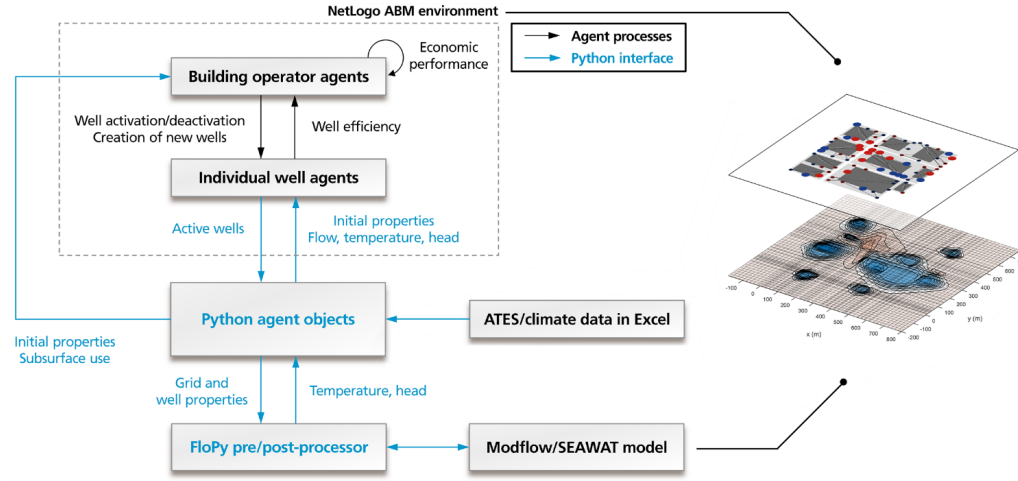 NetLogo ABM environment
Agent processes
Python interface
Economic
performance
Building operator agents
Well activation/deactivation
Creation of new wells
Well efficiency
Individual well agents
Active wells
Initial properties
Flow, temperature, head
Python agent objects
ATES/climate data in Excel
Initial properties
Subsurface use
Grid and
well properties
Temperature, head
FloPy pre/post-processor
Modflow/SEAWAT model
-100
0
100
200
300
400
500
600
700
800
x (m)
-200
-100
0
100
200
300
400
500
600
y (m)